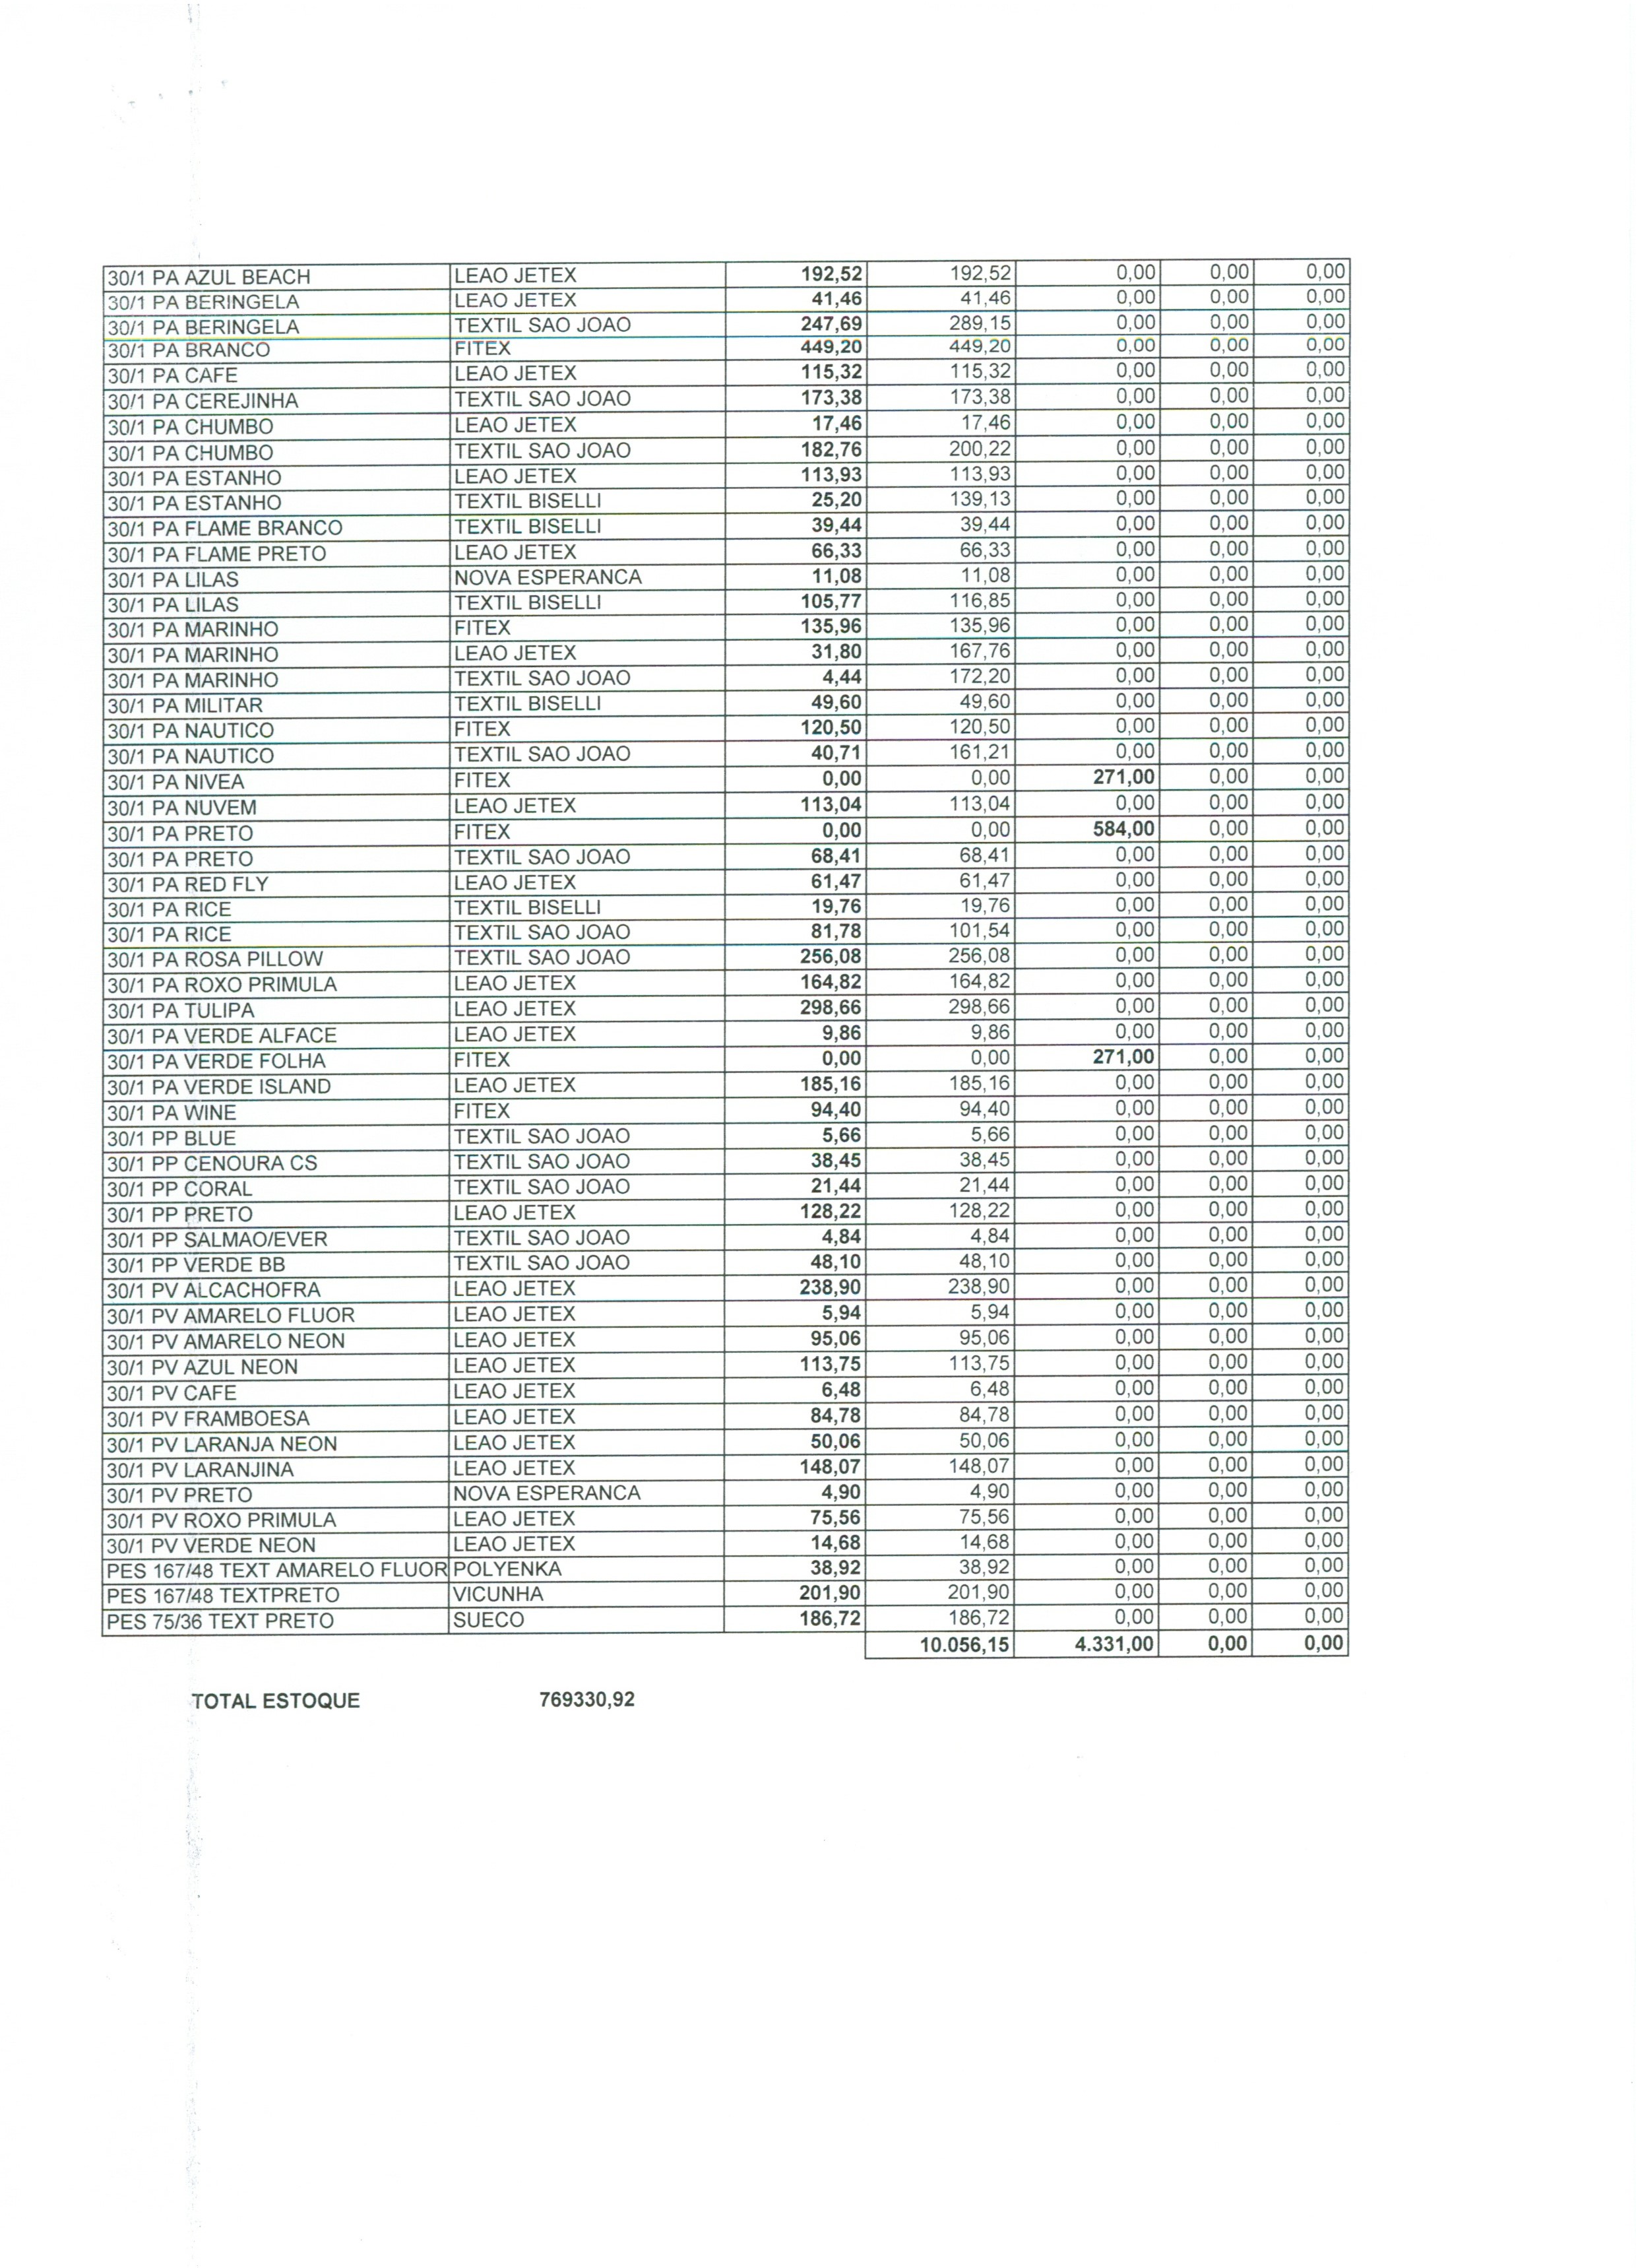 30/1 PA AZUL BEACH LEAO JETEX 192,52 192,52 0,00 0,00 0,00
30/1 PA BERINGELA LEAO JETEX 41,46 41,46 0,00 0,00 0,00
30/1 PA BERINGELA TEXTIL SAO JOAO 247,69 289,15 0,00 0,00 0,00
30/1 PA BRANCO FITEX 449,20 449,20 0,00 0,00 0,00
30/1 PA CAFE LEAO JETEX 115,32 115,32 0,00 0,00 0,00
30/1 PA CEREJINHA TEXTIL SAO JOAO 173,38 173,38 0,00 0,00 0,00
30/1 PA CHUMBO LEAO JETEX 17,46 17,46 0,00 0,00 0,00
30/1 PA CHUMBO TEXTIL SAO JOAO 182,76 200,22 0,00 0,00 0,00
30/1 PA ESTANHO LEAO JETEX 113,93 113,93 0,00 0,00 0,00
30/1 PA ESTANHO TEXTIL BISELLI 25,20 139,13 0,00 0,00 0,00
30/1 PA FLAME BRANCO TEXTIL BISELLI 39,44 39,44 0,00 0,00 0,00
30/1 PA FLAME PRETO LEAO JETEX 66,33 66,33 0,00 0,00 0,00
30/1 PA LILAS NOVA ESPERANCA 11,08 11,08 0,00 0,00 0,00
30/1 PA LILAS TEXTIL BISELLI 105,77 116,85 0,00 0,00 0,00
30/1 PA MARINHO FITEX 135,96 135,96 0,00 0,00 0,00
30/1 PA MARINHO LEAO JETEX 31,80 167,76 0,00 0,00 0,00
30/1 PA MARINHO TEXTIL SAO JOAO 4,44 172,20 0,00 0,00 0,00
30/1 PA MILITAR TEXTIL BISELLI 49,60 49,60 0,00 0,00 0,00
30/1 PA NAUTICO FITEX 120,50 120,50 0,00 0,00 0,00
30/1 PA NAUTICO TEXTIL SAO JOAO 40,71 161,21 0,00 0,00 0,00
30/1 PA NIVEA FITEX 0,00 0,00 271,00 0,00 0,00
30/1 PA NUVEM LEAO JETEX 113,04 113,04 0,00 0,00 0,00
30/1 PA PRETO FITEX 0,00 0,00 584,00 0,00 0,00
30/1 PA PRETO TEXTIL SAO JOAO 68,41 68,41 0,00 0,00 0,00
30/1 PA RED FLY LEAO JETEX 61,47 61,47 0,00 0,00 0,00
30/1 PA RICE TEXTIL BISELLI 19,76 19,76 0,00 0,00 0,00
30/1 PA RICE TEXTIL SAO JOAO 81,78 101,54 0,00 0,00 0,00
30/1 PA ROSA PILLOW TEXTIL SAO JOAO 256,08 256,08 0,00 0,00 0,00
30/1 PA ROXO PRIMULA LEAO JETEX 164,82 164,82 0,00 0,00 0,00
30/1 PA TULIPA LEAO JETEX 298,66 298,66 0,00 0,00 0,00
30/1 PA VERDE ALFACE LEAO JETEX 9,86 9,86 0,00 0,00 0,00
30/1 PA VERDE FOLHA FITEX 0,00 0,00 271,00 0,00 0,00
30/1 PA VERDE ISLAND LEAO JETEX 185,16 185,16 0,00 0,00 0,00
30/1 PA WINE FITEX 94,40 94,40 0,00 0,00 0,00
30/1 PP BLUE TEXTIL SAO JOAO 5,66 5,66 0,00 0,00 0,00
30/1 PP CENOURA CS TEXTIL SAO JOAO 38,45 38,45 0,00 0,00 0,00
30/1 PP CORAL TEXTIL SAO JOAO 21,44 21,44 0,00 0,00 0,00
30/1 PP PRETO LEAO JETEX 128,22 128,22 0,00 0,00 0,00
30/1 PP SALMAO/EVER TEXTIL SAO JOAO 4,84 4,84 0,00 0,00 0,00
30/1 PP VERDE BB TEXTIL SAO JOAO 48,10 48,10 0,00 0,00 0,00
30/1 PV ALCACHOFRA LEAO JETEX 238,90 238,90 0,00 0,00 0,00
30/1 PV AMARELO FLUOR LEAO JETEX 5,94 5,94 0,00 0,00 0,00
30/1 PV AMARELO NEON LEAO JETEX 95,06 95,06 0,00 0,00 0,00
30/1 PV AZUL NEON LEAO JETEX 113,75 113,75 0,00 0,00 0,00
30/1 PV CAFE LEAO JETEX 6,48 6,48 0,00 0,00 0,00
30/1 PV FRAMBOESA LEAO JETEX 84,78 84,78 0,00 0,00 0,00
30/1 PV LARANJA NEON LEAO JETEX 50,06 50,06 0,00 0,00 0,00
30/1 PV LARANJINA LEAO JETEX 148,07 148,07 0,00 0,00 0,00
30/1 PV PRETO NOVA ESPERANCA 4,90 4,90 0,00 0,00 0,00
30/1 PV ROXO PRIMULA LEAO JETEX 75,56 75,56 0,00 0,00 0,00
30/1 PV VERDE NEON LEAO JETEX 14,68 14,68 0,00 0,00 0,00
PES 167/48 TEXT AMARELO FLUOR POLYENKA 38,92 38,92 0,00 0,00 0,00
PES 167/48 TEXTPRETO VICUNHA 201,90 201,90 0,00 0,00 0,00
PES 75/36 TEXT PRETO SUECO 186,72 186,72 0,00 0,00 0,00
10.056,15 4.331,00 0,00 0,00
TOTAL ESTOQUE 769330,92